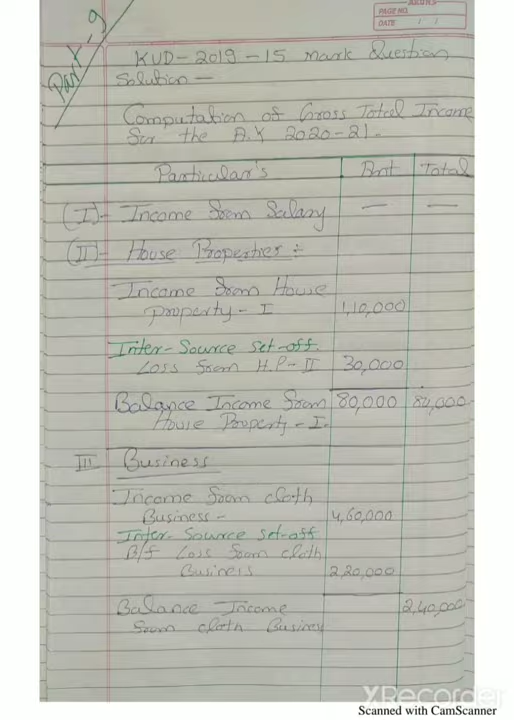 PAGE NO.
DATE / /
Part-9
KUD-2019-15 mark Question
Solution-
Computation of Gross Total Income
for the A.Y 2020-21.
Particular's Amt Total
(I)- Income from Salary — —
(II)- House Properties:-
Income from House
property-I 1,10,000
Inter-Source set-off.
Loss from H.P-II 30,000
Balance Income from 80,000 80,000
House Property-I.
III Business
Income from cloth
Business- 4,60,000
Inter-Source set-off
B/f Loss from cloth
Business 2,20,000
Balance Income 2,40,000
from cloth Business
XRecorder
Scanned with CamScanner